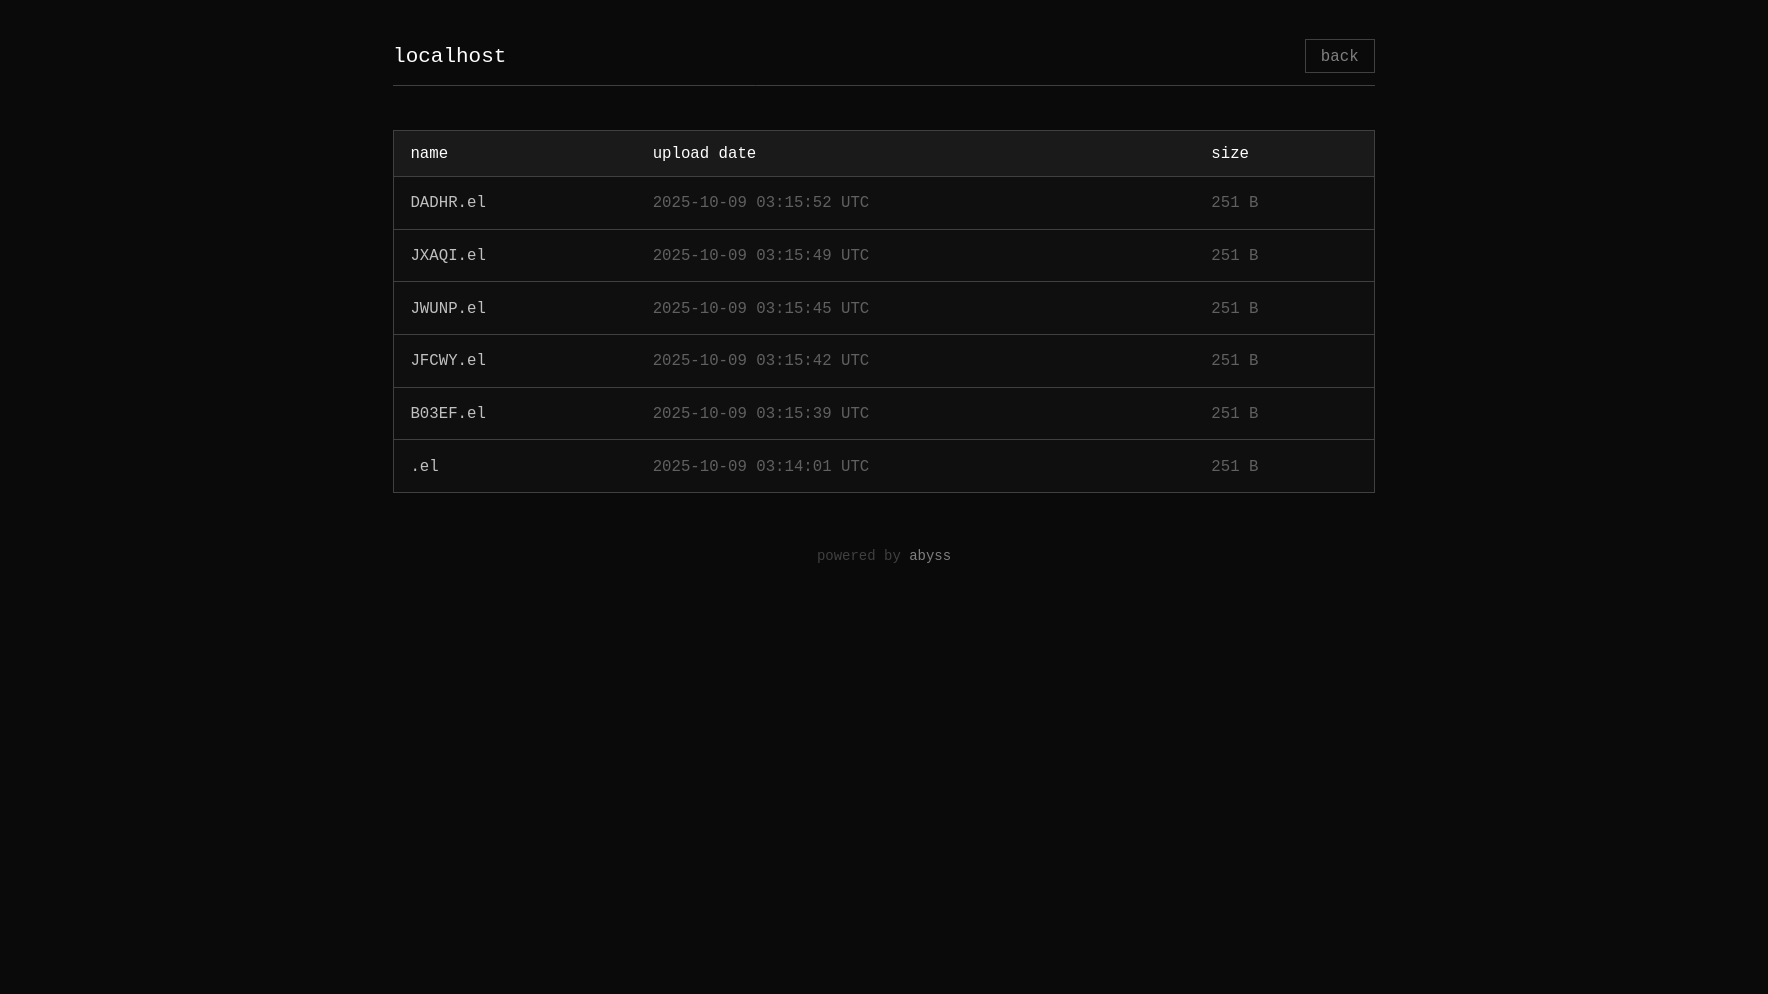 localhost back
name upload date size
DADHR.el 2025-10-09 03:15:52 UTC 251 B
JXAQI.el 2025-10-09 03:15:49 UTC 251 B
JWUNP.el 2025-10-09 03:15:45 UTC 251 B
JFCWY.el 2025-10-09 03:15:42 UTC 251 B
B03EF.el 2025-10-09 03:15:39 UTC 251 B
.el 2025-10-09 03:14:01 UTC 251 B
powered by abyss